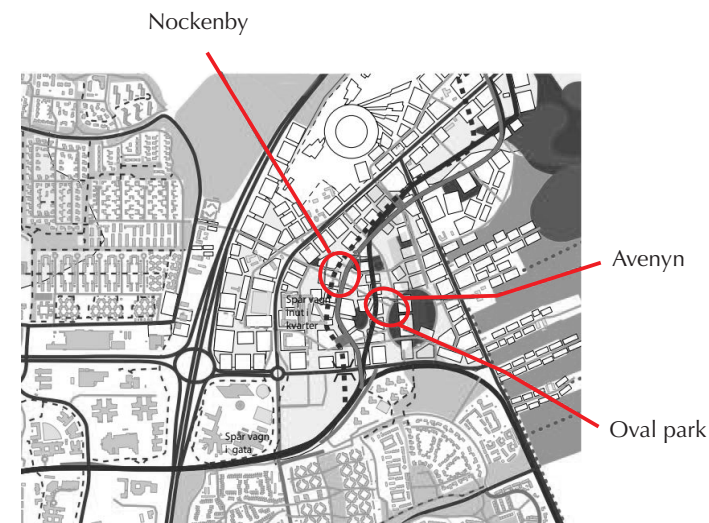 Nockenby
Avenyn
Spår vagn
inut i
kvarter
Oval park
Spår vagn
i gata